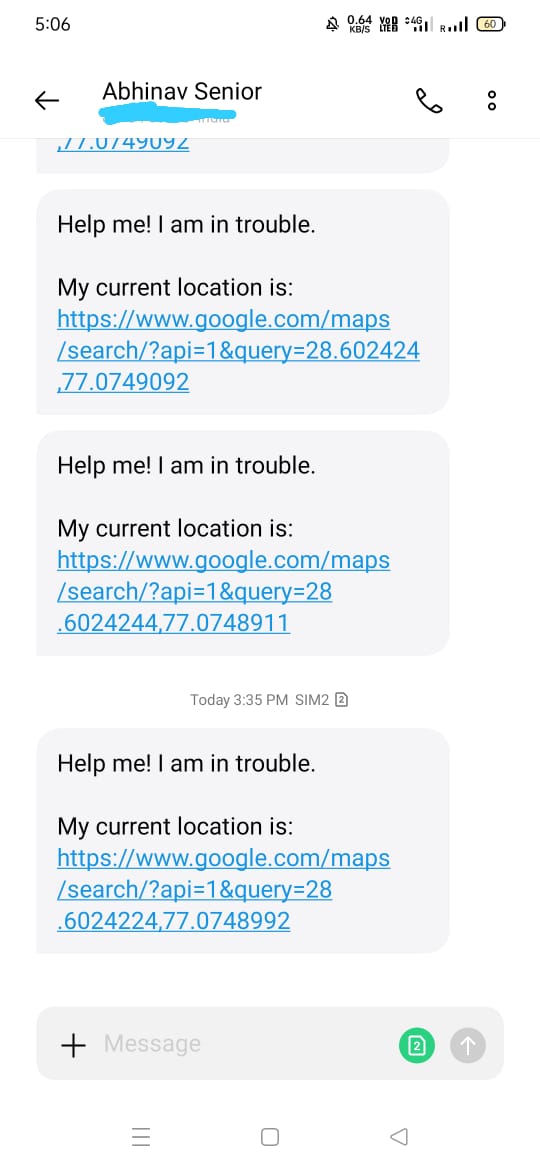 5:06
0.64 KB/S VoD LTE2 4G R 60
Abhinav Senior
,77.0749092
Help me! I am in trouble.
My current location is:
https://www.google.com/maps
/search/?api=1&query=28.602424
,77.0749092
Help me! I am in trouble.
My current location is:
https://www.google.com/maps
/search/?api=1&query=28
.6024244,77.0748911
Today 3:35 PM SIM2 2
Help me! I am in trouble.
My current location is:
https://www.google.com/maps
/search/?api=1&query=28
.6024224,77.0748992
Message
2